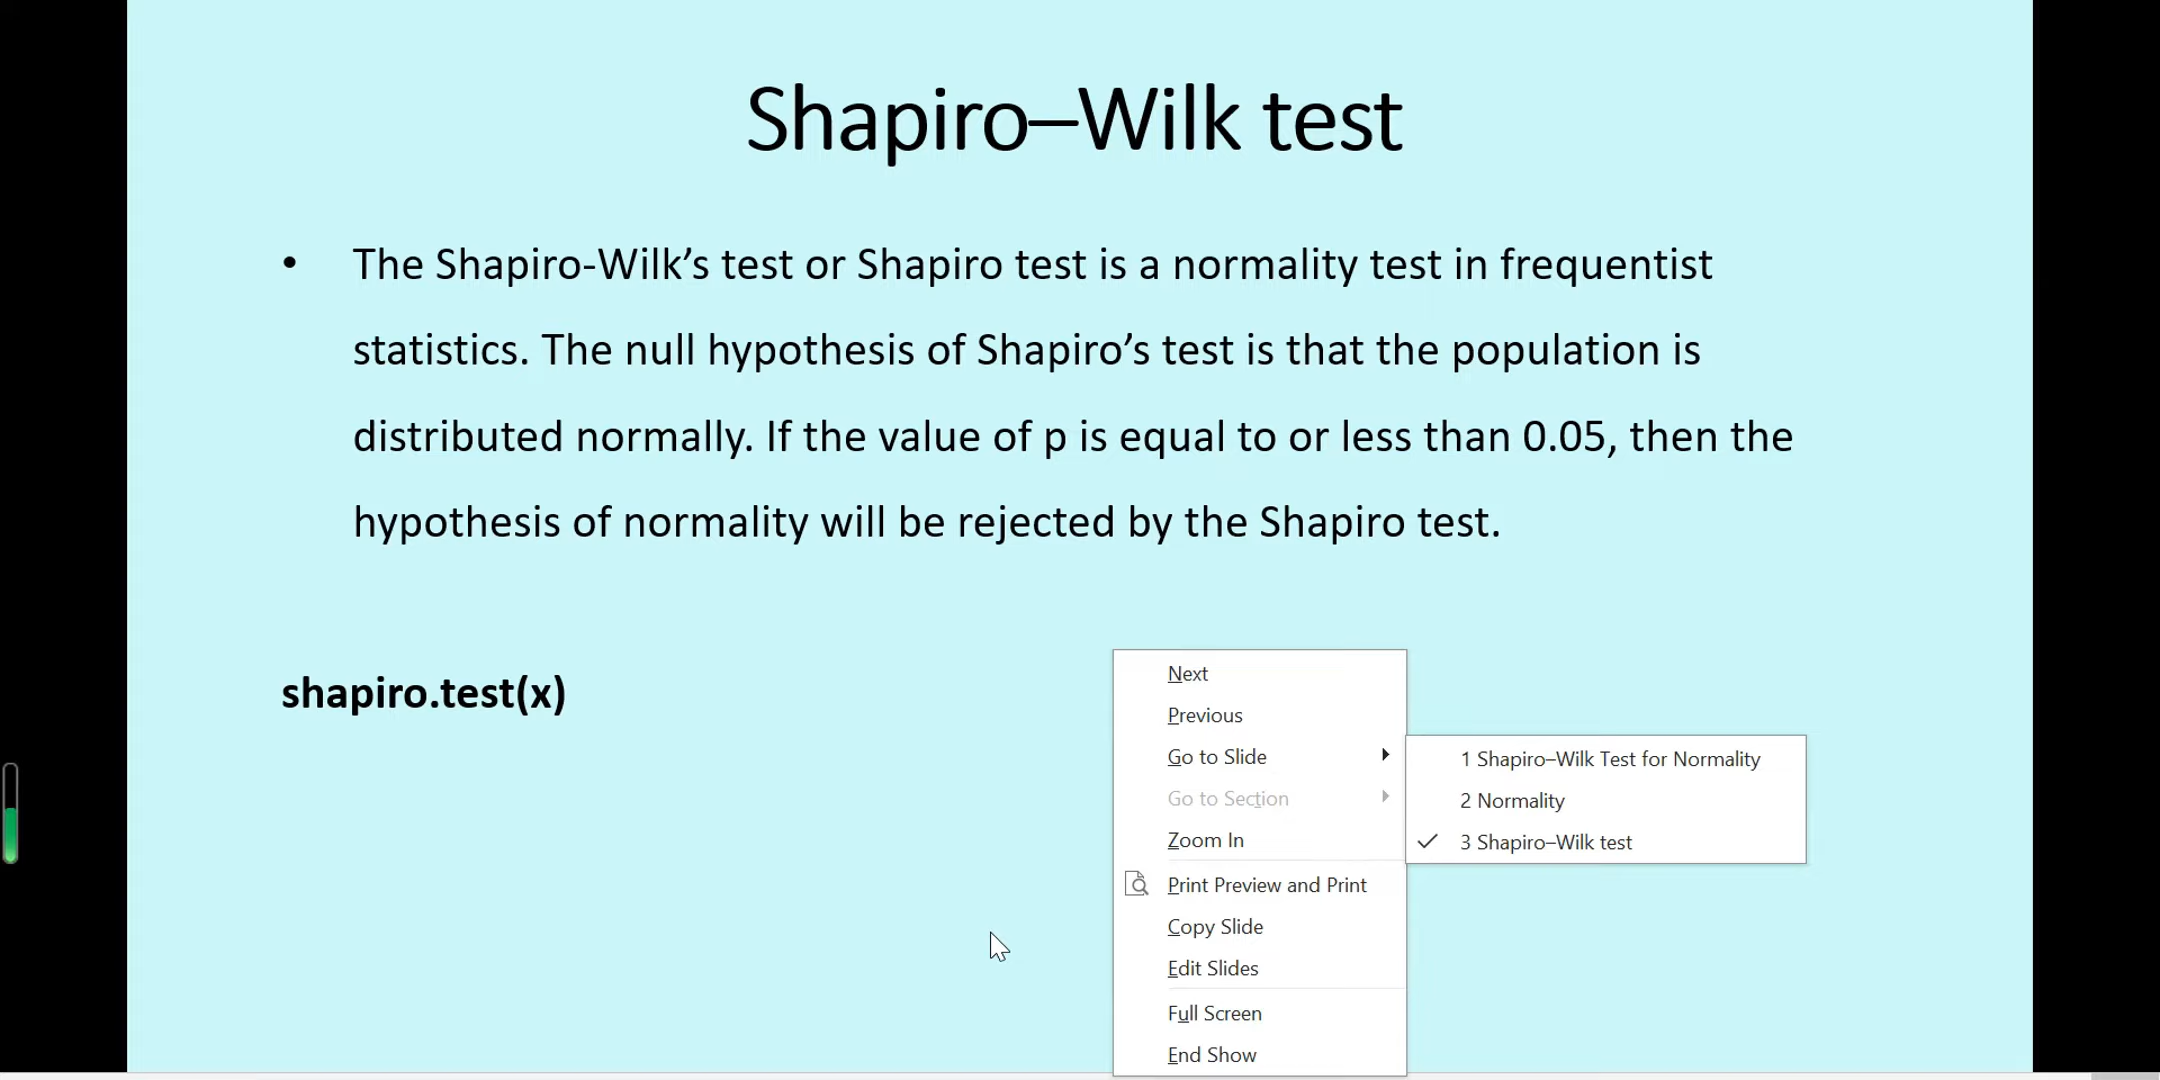 Shapiro–Wilk test
• The Shapiro-Wilk’s test or Shapiro test is a normality test in frequentist
statistics. The null hypothesis of Shapiro’s test is that the population is
distributed normally. If the value of p is equal to or less than 0.05, then the
hypothesis of normality will be rejected by the Shapiro test.
shapiro.test(x)
Next
Previous
Go to Slide
Go to Section
Zoom In
Print Preview and Print
Copy Slide
Edit Slides
Full Screen
End Show
1 Shapiro–Wilk Test for Normality
2 Normality
3 Shapiro–Wilk test